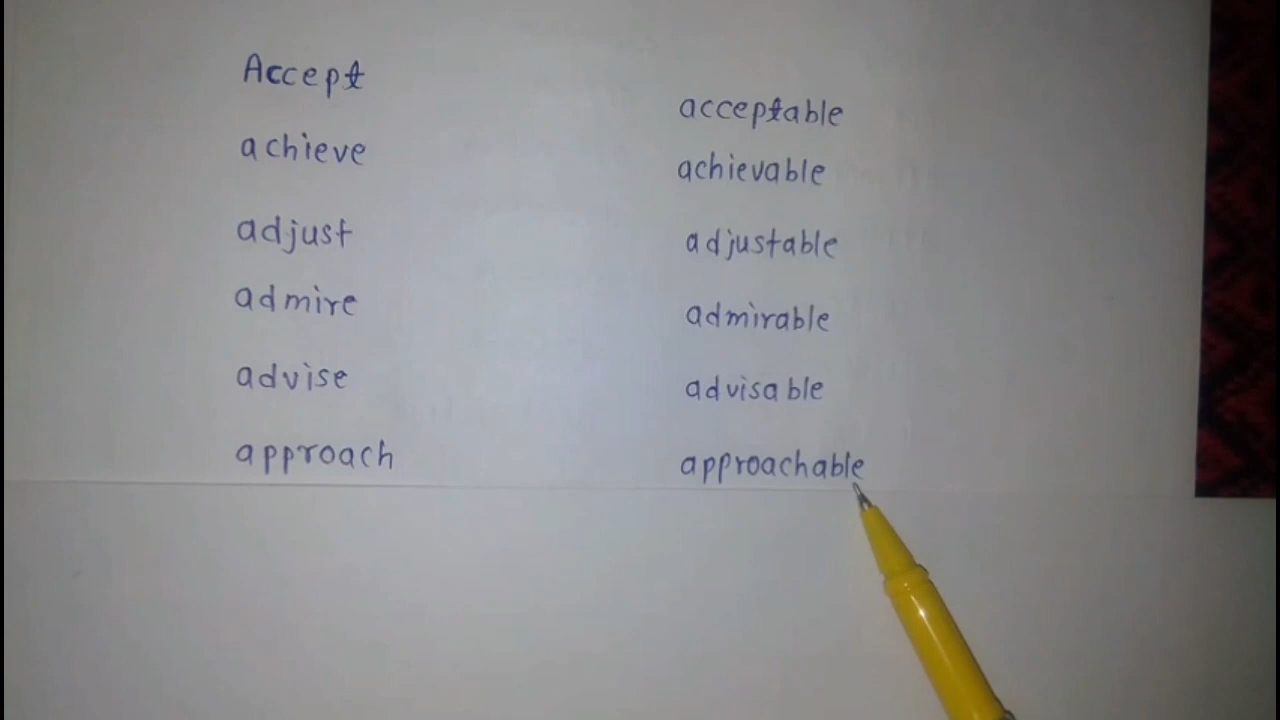 Accept
acceptable
achieve
achievable
adjust
adjustable
admire
admirable
advise
advisable
approach
approachable